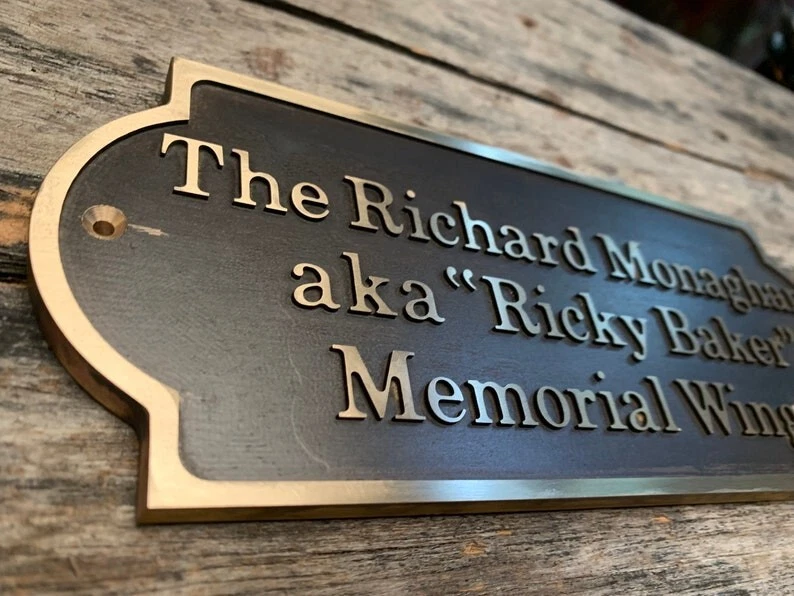 The Richard Monaghan
aka “Ricky Baker”
Memorial Wing